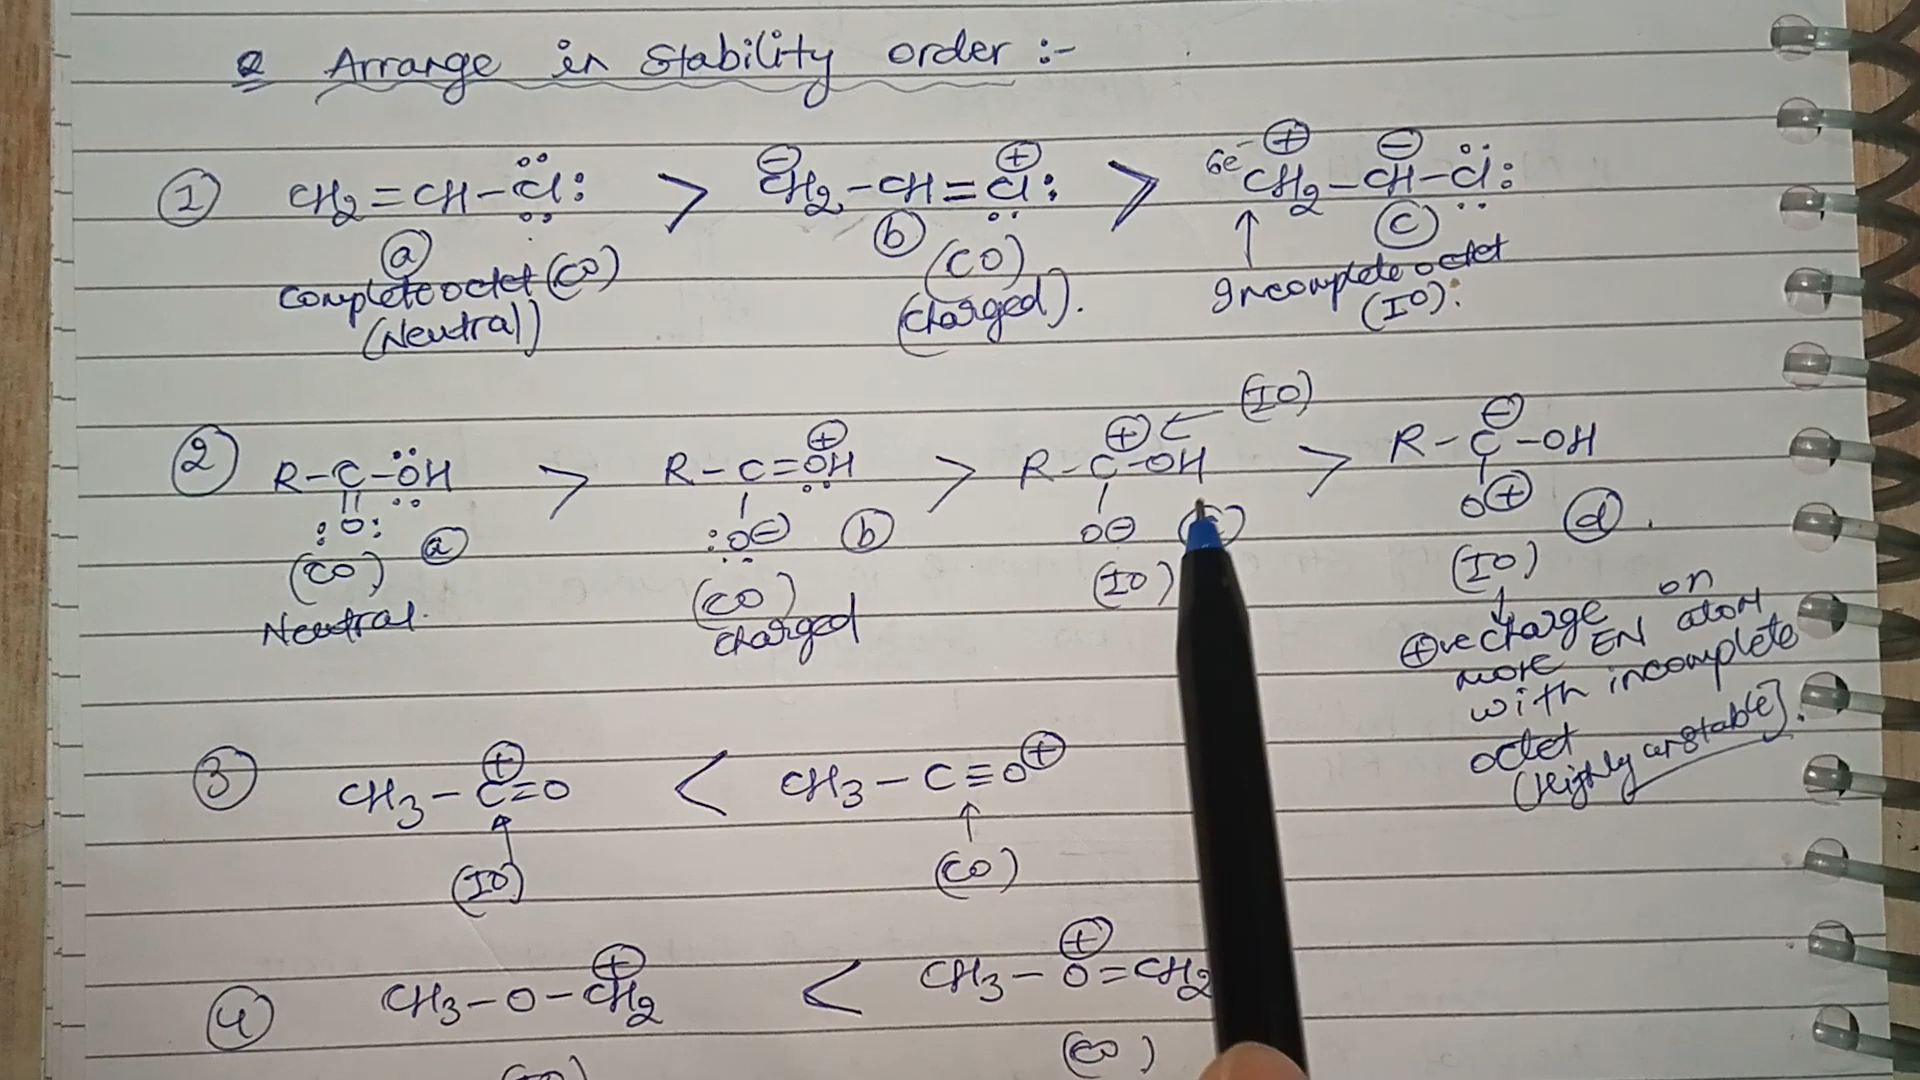 Q Arrange in Stability order :-
① CH₂=CH-Cl: > ⊖CH₂-CH=Cl⊕: > 6e⁻ ⊕CH₂-CH⊖-Cl:
ⓐ ⓑ ⓒ
Complete octet (CO) (CO) Incomplete octet
(Neutral) (Charged). (IO).
(IO)
② R-C-OH > R-C=OH⊕ > R-C⊕-OH > R-C⊖-OH
:O: ⓐ :O⊖ ⓑ O⊖ O⊕ ⓓ.
(CO) (CO) (IO) (IO)
Neutral. Charged
⊕ve charge on
more EN atom
with incomplete
octet
(Highly unstable).
③ CH₃-C⊕=O < CH₃-C≡O⊕
(IO) (CO)
④ CH₃-O-CH₂⊕ < CH₃-O⊕=CH₂
(CO)